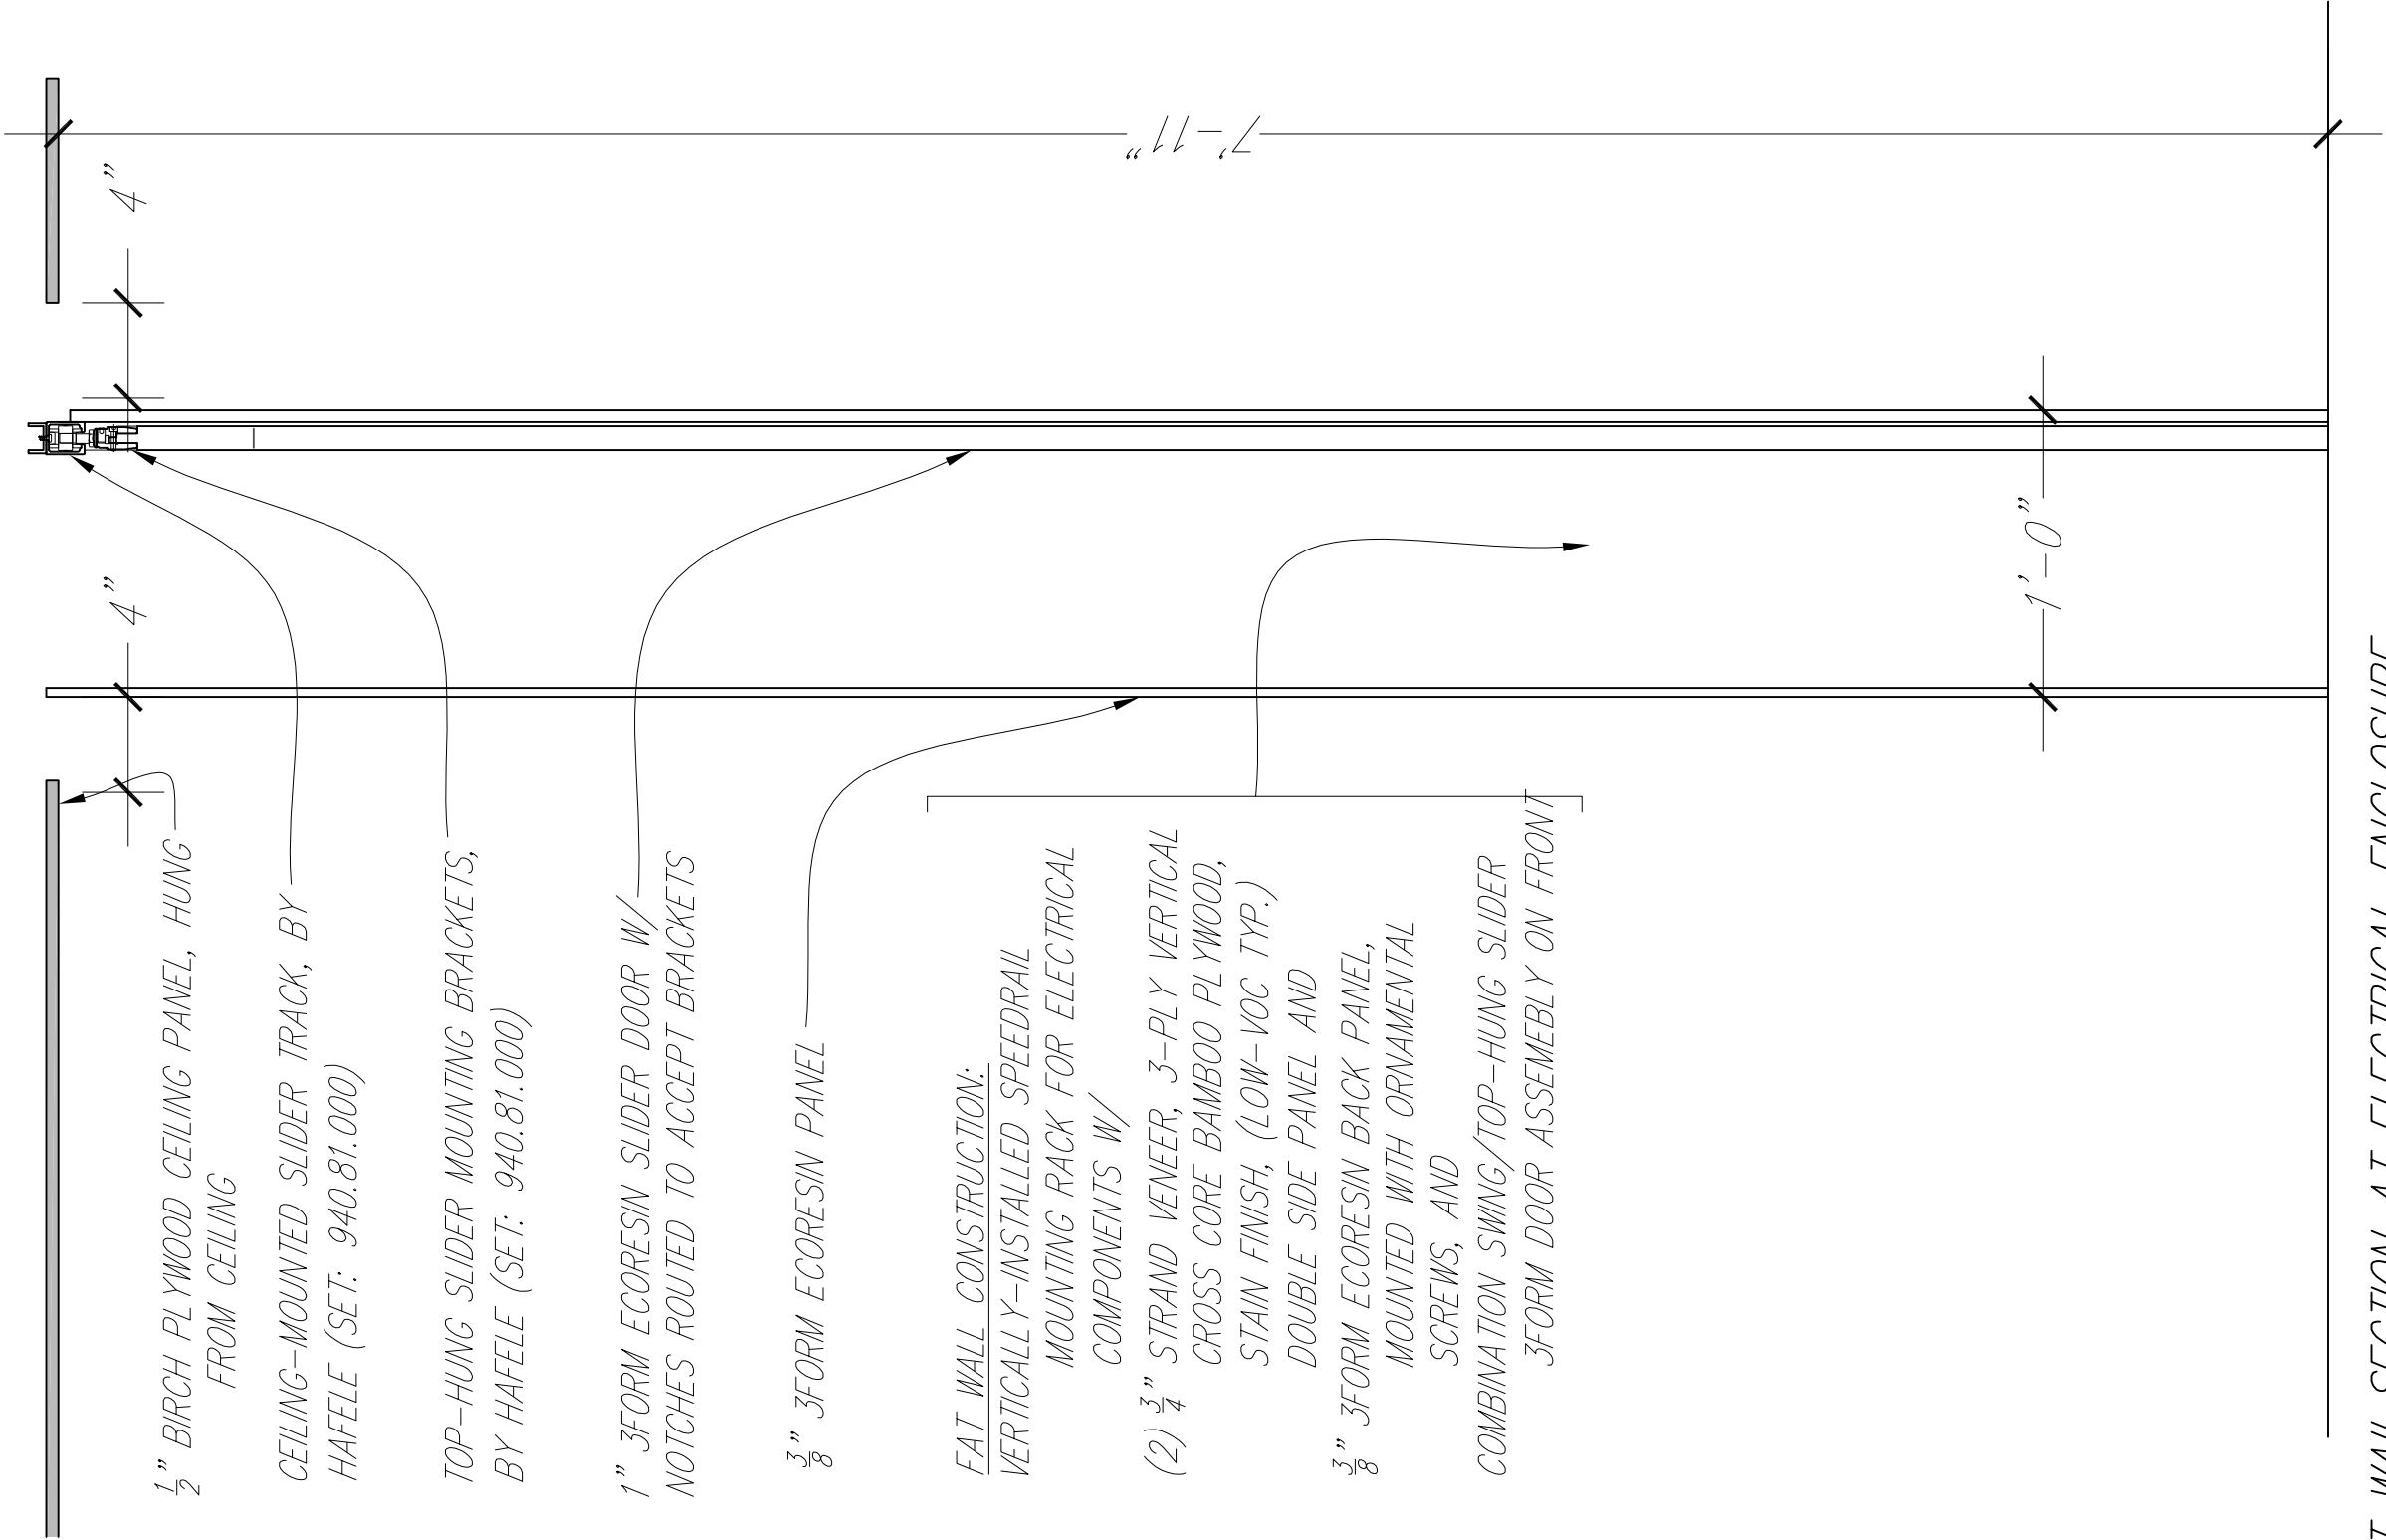 ½" BIRCH PLYWOOD CEILING PANEL, HUNG
FROM CEILING
CEILING-MOUNTED SLIDER TRACK, BY
HAFELE (SET: 940.81.000)
TOP-HUNG SLIDER MOUNTING BRACKETS,
BY HAFELE (SET: 940.81.000)
1" 3FORM ECORESIN SLIDER DOOR W/
NOTCHES ROUTED TO ACCEPT BRACKETS
⅜" 3FORM ECORESIN PANEL
FAT WALL CONSTRUCTION:
VERTICALLY-INSTALLED SPEEDRAIL
MOUNTING RACK FOR ELECTRICAL
COMPONENTS W/
(2) ¾" STRAND VENEER, 3-PLY VERTICAL
CROSS CORE BAMBOO PLYWOOD,
STAIN FINISH, (LOW-VOC TYP.)
DOUBLE SIDE PANEL AND
⅜" 3FORM ECORESIN BACK PANEL,
MOUNTED WITH ORNAMENTAL
SCREWS, AND
COMBINATION SWING/TOP-HUNG SLIDER
3FORM DOOR ASSEMEBLY ON FRONT
4"
4"
7'-11"
1'-0"
WALL SECTION AT ELECTRICAL ENCLOSURE